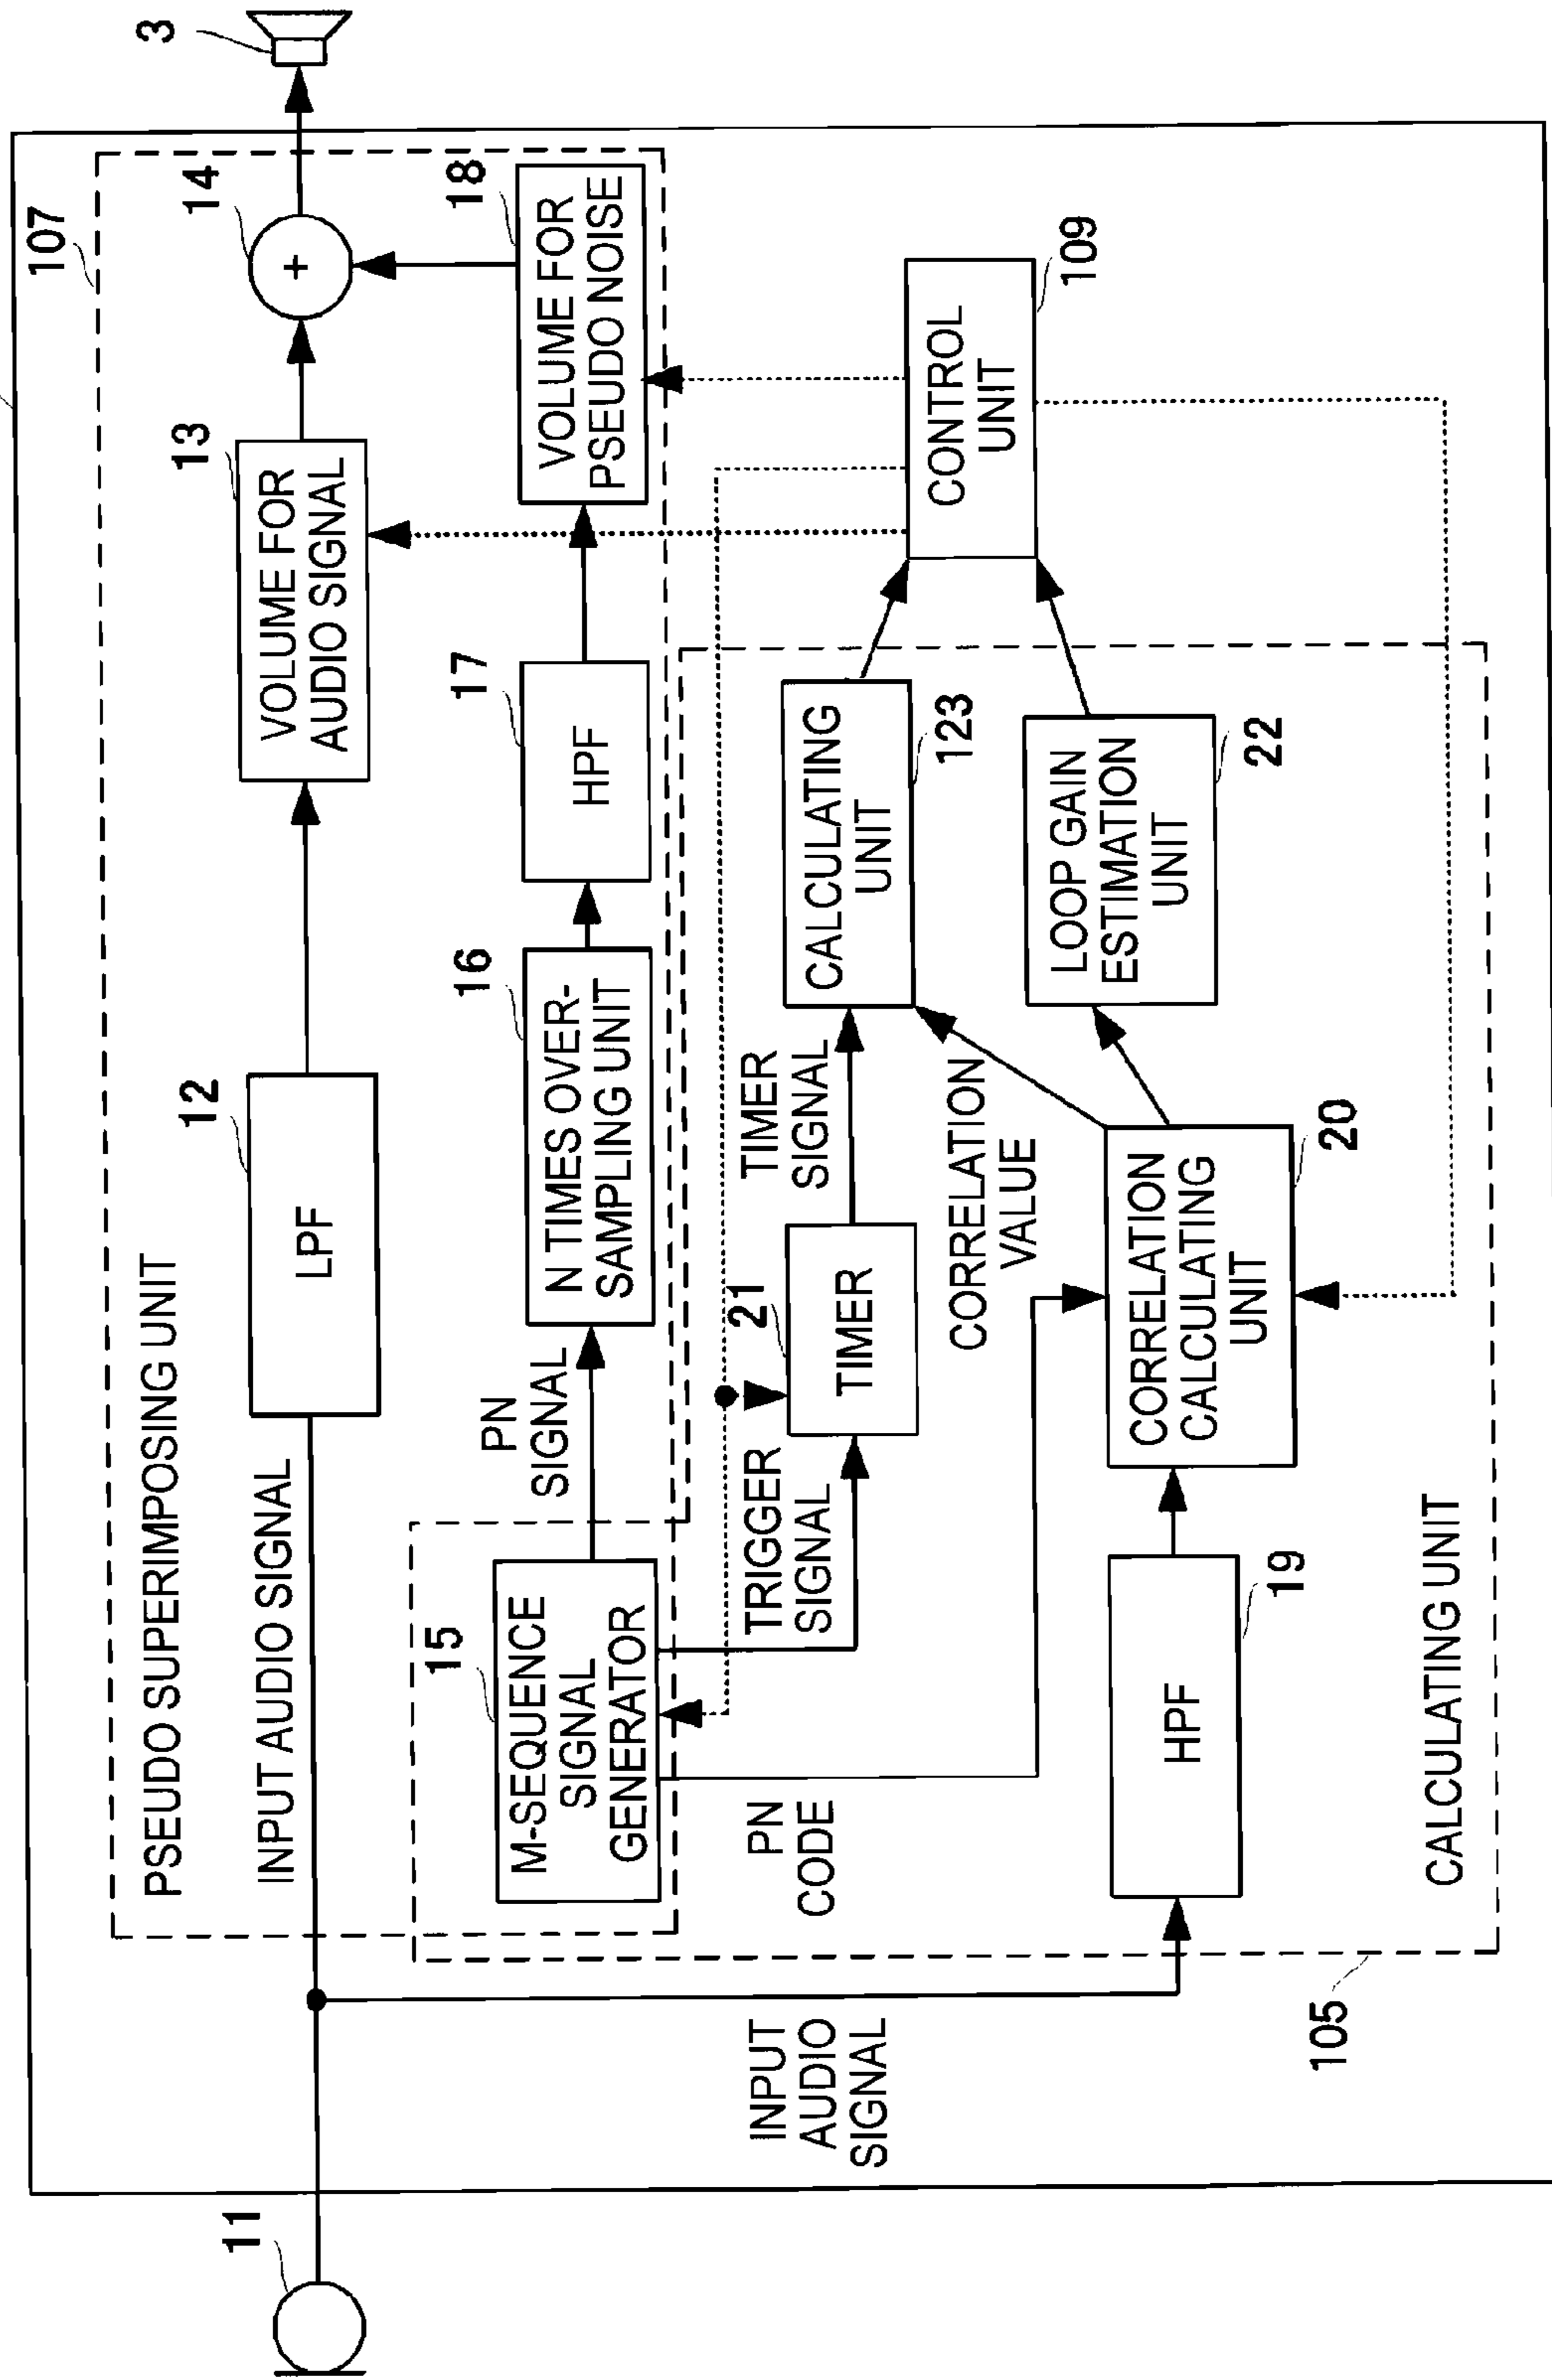 107
3
PSEUDO SUPERIMPOSING UNIT
14
13
12
11
INPUT AUDIO SIGNAL
LPF
VOLUME FOR
AUDIO SIGNAL
+
18
17
16
15
M-SEQUENCE
SIGNAL
GENERATOR
PN
SIGNAL
N TIMES OVER-
SAMPLING UNIT
HPF
VOLUME FOR
PSEUDO NOISE
PN
CODE
TRIGGER
SIGNAL
21
TIMER
TIMER
SIGNAL
CALCULATING
UNIT
123
CONTROL
UNIT
109
INPUT
AUDIO
SIGNAL
CORRELATION
VALUE
HPF
19
CORRELATION
CALCULATING
UNIT
20
LOOP GAIN
ESTIMATION
UNIT
22
CALCULATING UNIT
105